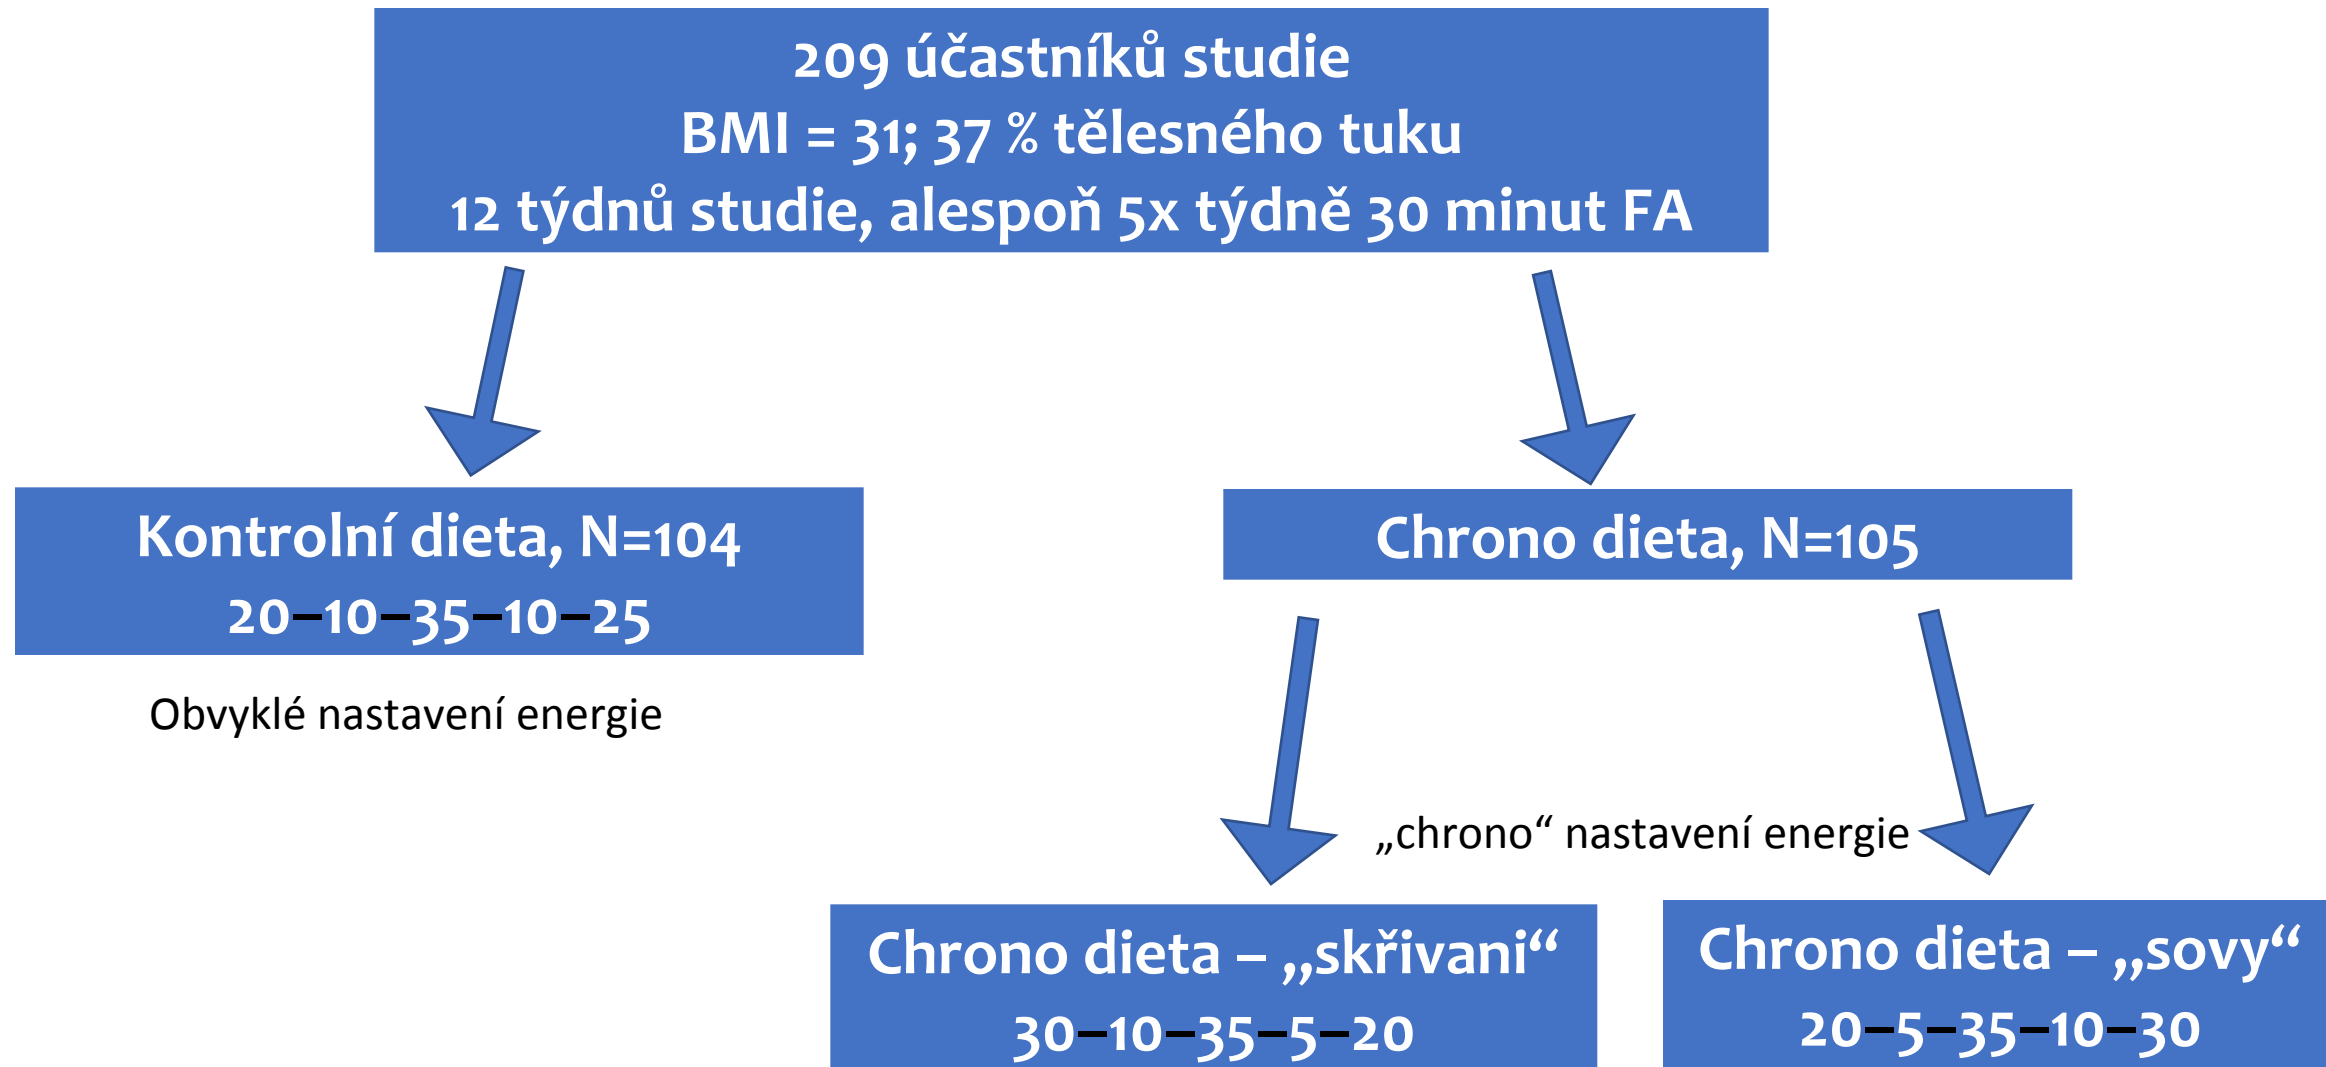 209 účastníků studie
BMI = 31; 37 % tělesného tuku
12 týdnů studie, alespoň 5x týdně 30 minut FA
Kontrolní dieta, N=104
20–10–35–10–25
Obvyklé nastavení energie
Chrono dieta, N=105
„chrono“ nastavení energie
Chrono dieta – „skřivani“
30–10–35–5–20
Chrono dieta – „sovy“
20–5–35–10–30